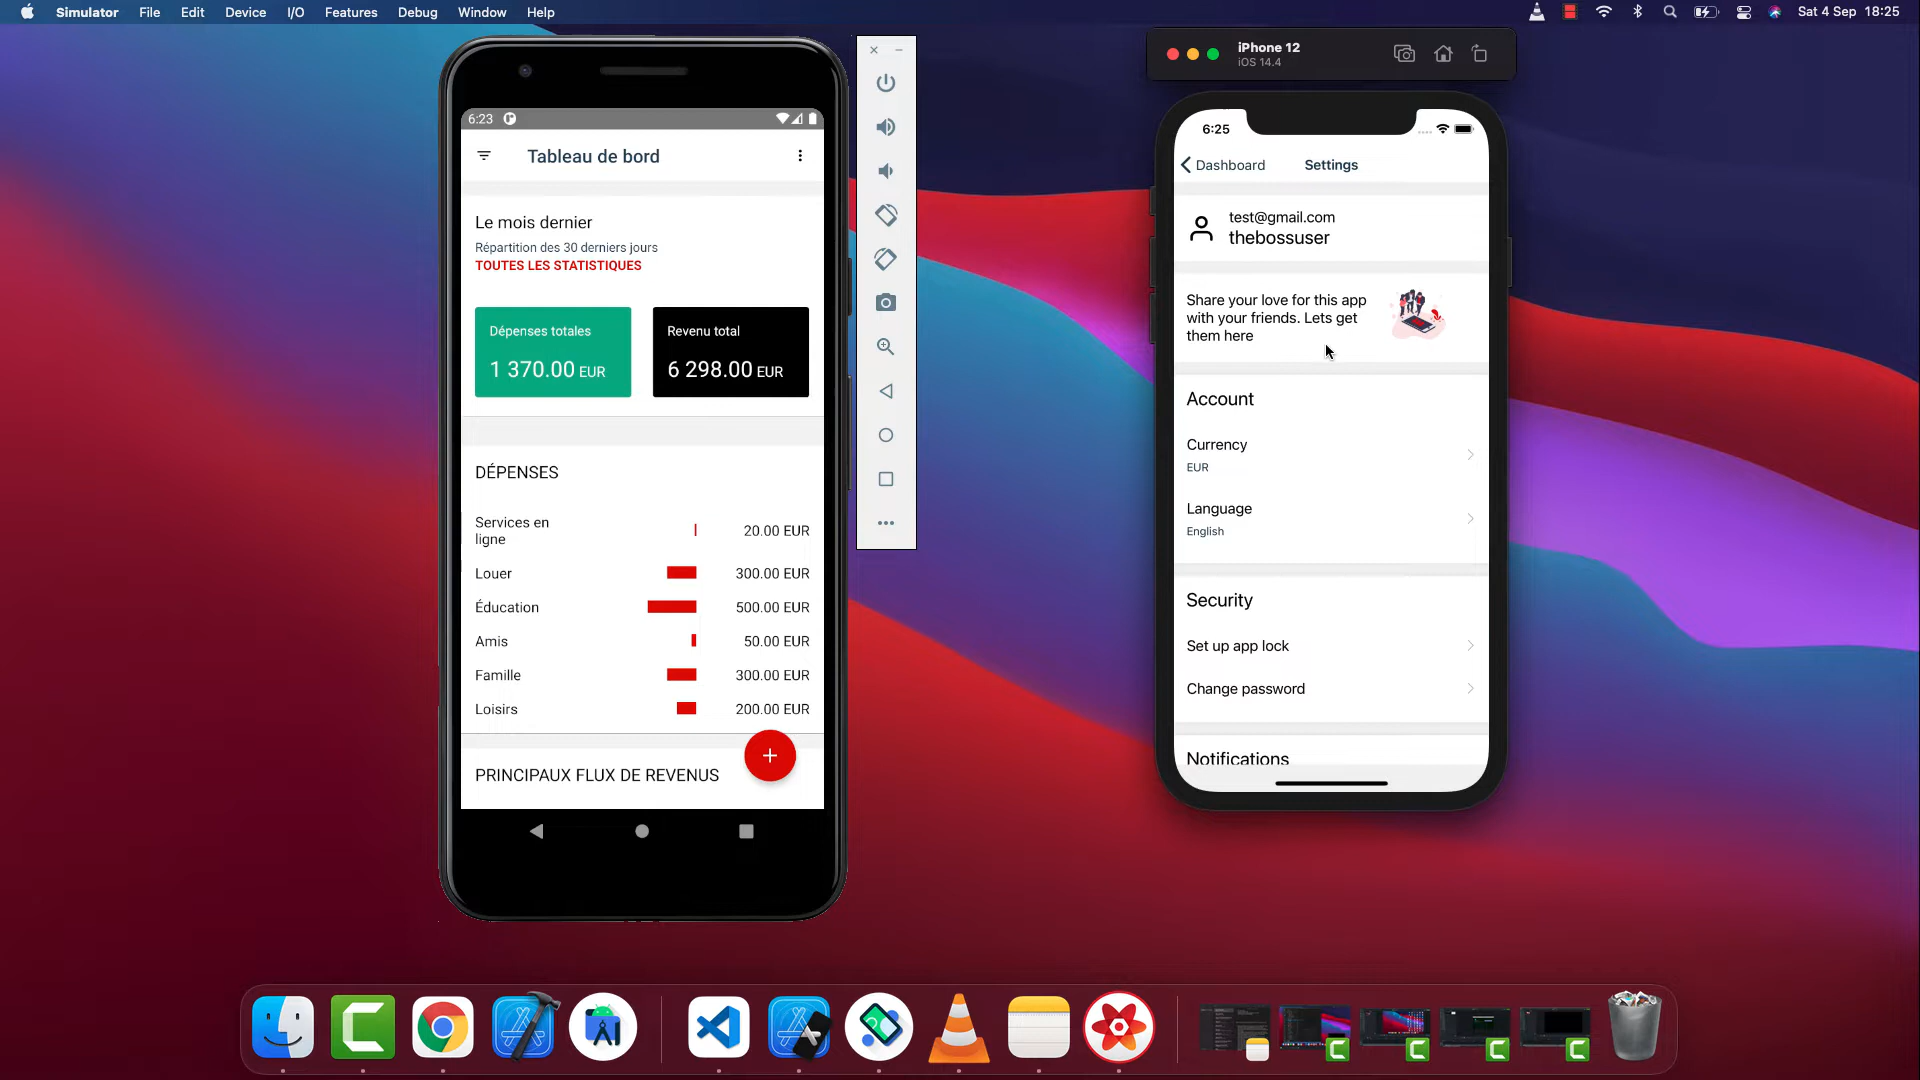 Simulator File Edit Device I/O Features Debug Window Help
Sat 4 Sep 18:25
6:23
Tableau de bord
Le mois dernier
Répartition des 30 derniers jours
TOUTES LES STATISTIQUES
Dépenses totales
1 370.00 EUR
Revenu total
6 298.00 EUR
DÉPENSES
Services en
ligne
20.00 EUR
Louer 300.00 EUR
Éducation 500.00 EUR
Amis 50.00 EUR
Famille 300.00 EUR
Loisirs 200.00 EUR
+
PRINCIPAUX FLUX DE REVENUS
iPhone 12
iOS 14.4
6:25
Dashboard Settings
test@gmail.com
thebossuser
Share your love for this app
with your friends. Lets get
them here
Account
Currency
EUR
Language
English
Security
Set up app lock
Change password
Notifications